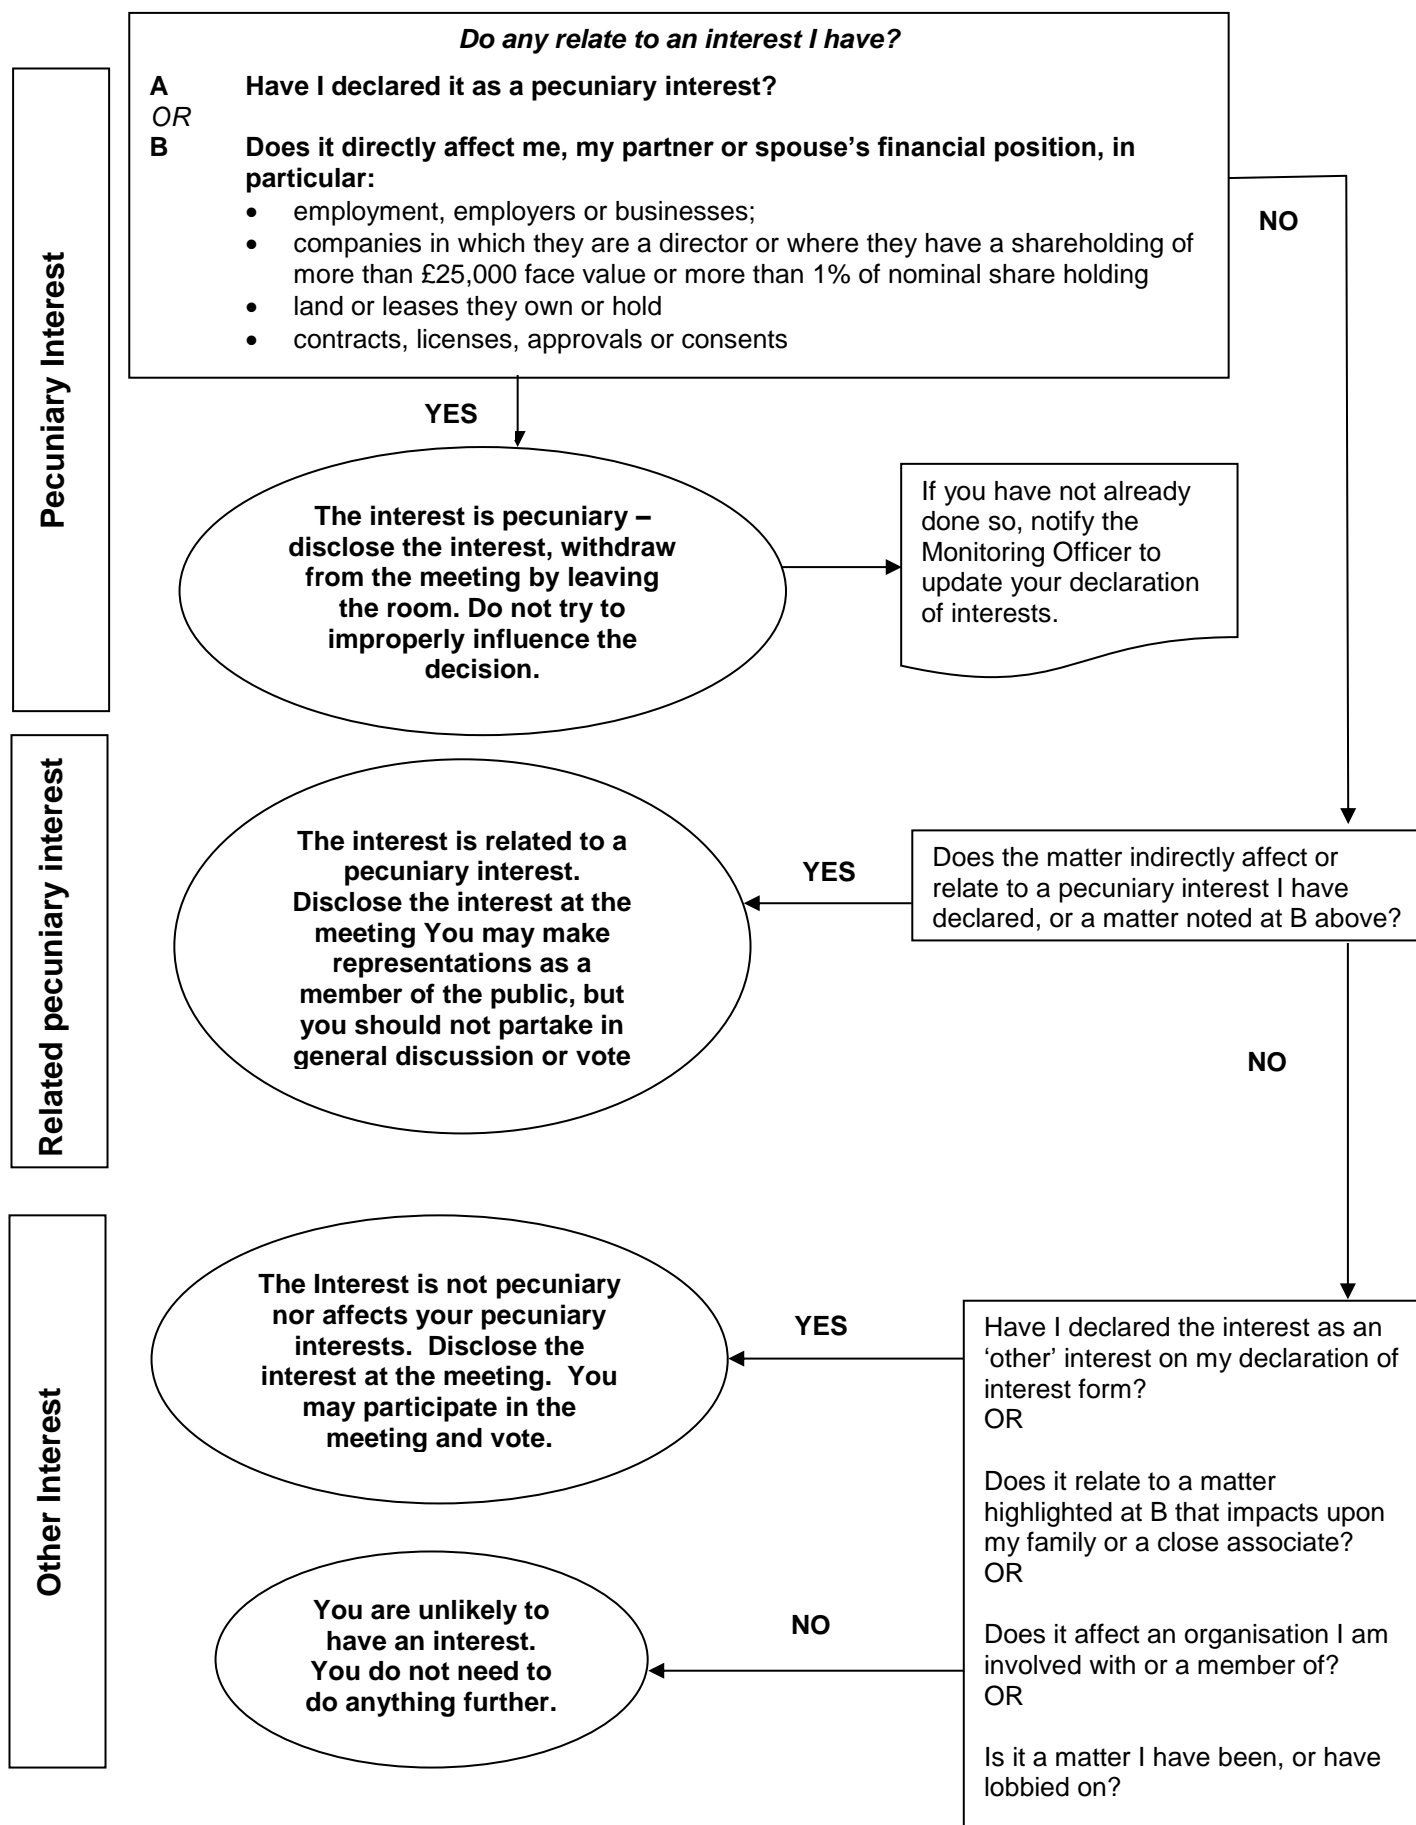 Do any relate to an interest I have?
A Have I declared it as a pecuniary interest?
OR
B Does it directly affect me, my partner or spouse's financial position, in
particular:
• employment, employers or businesses;
• companies in which they are a director or where they have a shareholding of
more than £25,000 face value or more than 1% of nominal share holding
• land or leases they own or hold
• contracts, licenses, approvals or consents
Pecuniary Interest
NO
YES
The interest is pecuniary –
disclose the interest, withdraw
from the meeting by leaving
the room. Do not try to
improperly influence the
decision.
If you have not already
done so, notify the
Monitoring Officer to
update your declaration
of interests.
Related pecuniary interest
The interest is related to a
pecuniary interest.
Disclose the interest at the
meeting You may make
representations as a
member of the public, but
you should not partake in
general discussion or vote
YES
Does the matter indirectly affect or
relate to a pecuniary interest I have
declared, or a matter noted at B above?
NO
Other Interest
The Interest is not pecuniary
nor affects your pecuniary
interests. Disclose the
interest at the meeting. You
may participate in the
meeting and vote.
YES
Have I declared the interest as an
‘other’ interest on my declaration of
interest form?
OR
Does it relate to a matter
highlighted at B that impacts upon
my family or a close associate?
OR
Does it affect an organisation I am
involved with or a member of?
OR
Is it a matter I have been, or have
lobbied on?
NO
You are unlikely to
have an interest.
You do not need to
do anything further.